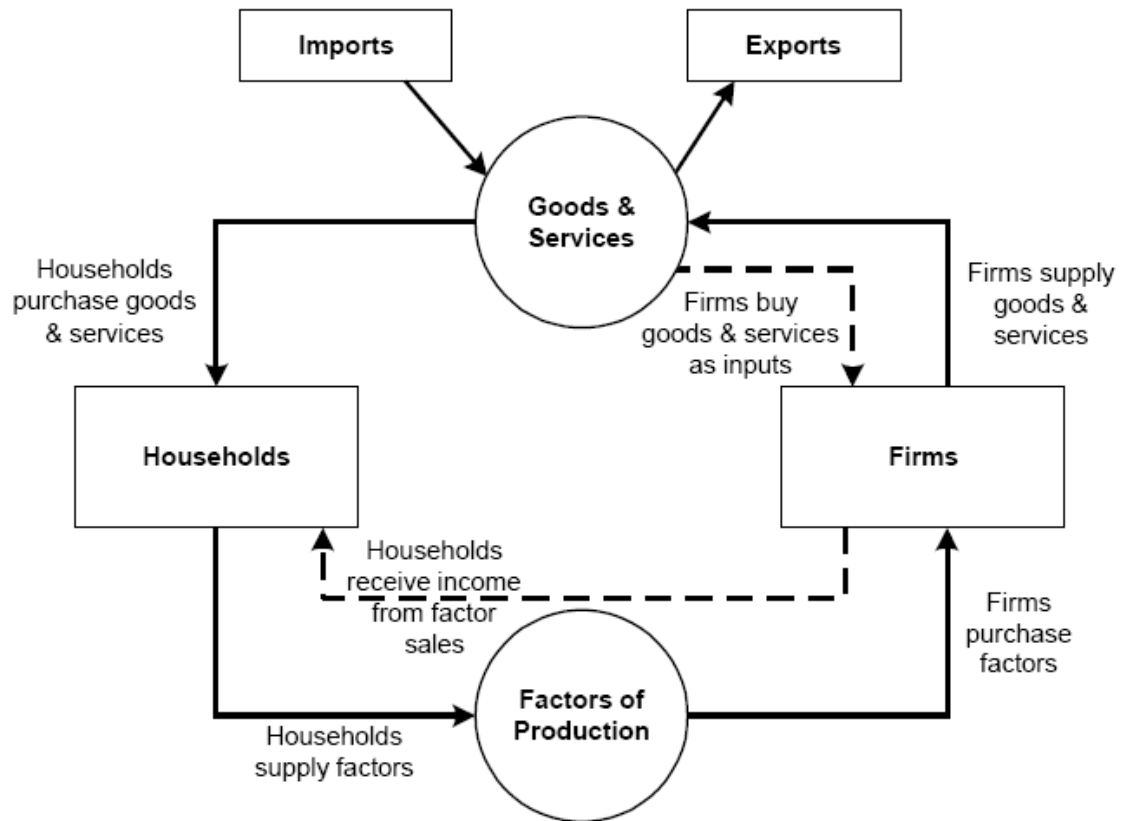 Imports
Exports
Goods &
Services
Households
purchase goods
& services
Firms buy
goods & services
as inputs
Firms supply
goods &
services
Households
Firms
Households
receive income
from factor
sales
Firms
purchase
factors
Factors of
Production
Households
supply factors